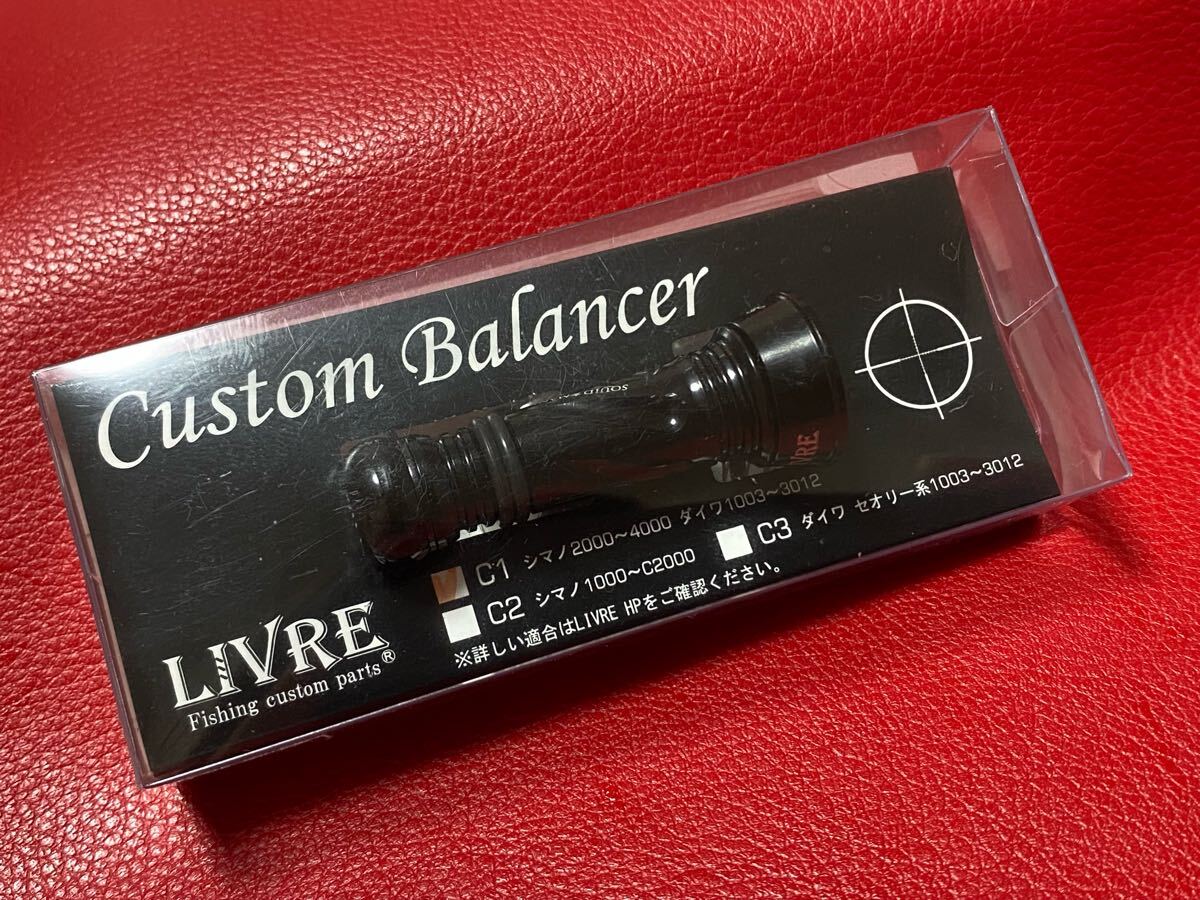 Custom Balancer
C1 シマノ2000～4000 ダイワ1003～3012
C2 シマノ1000～C2000
C3 ダイワ セオリー系1003～3012
※詳しい適合はLIVRE HPをご確認ください。
LIVRE
Fishing custom parts®